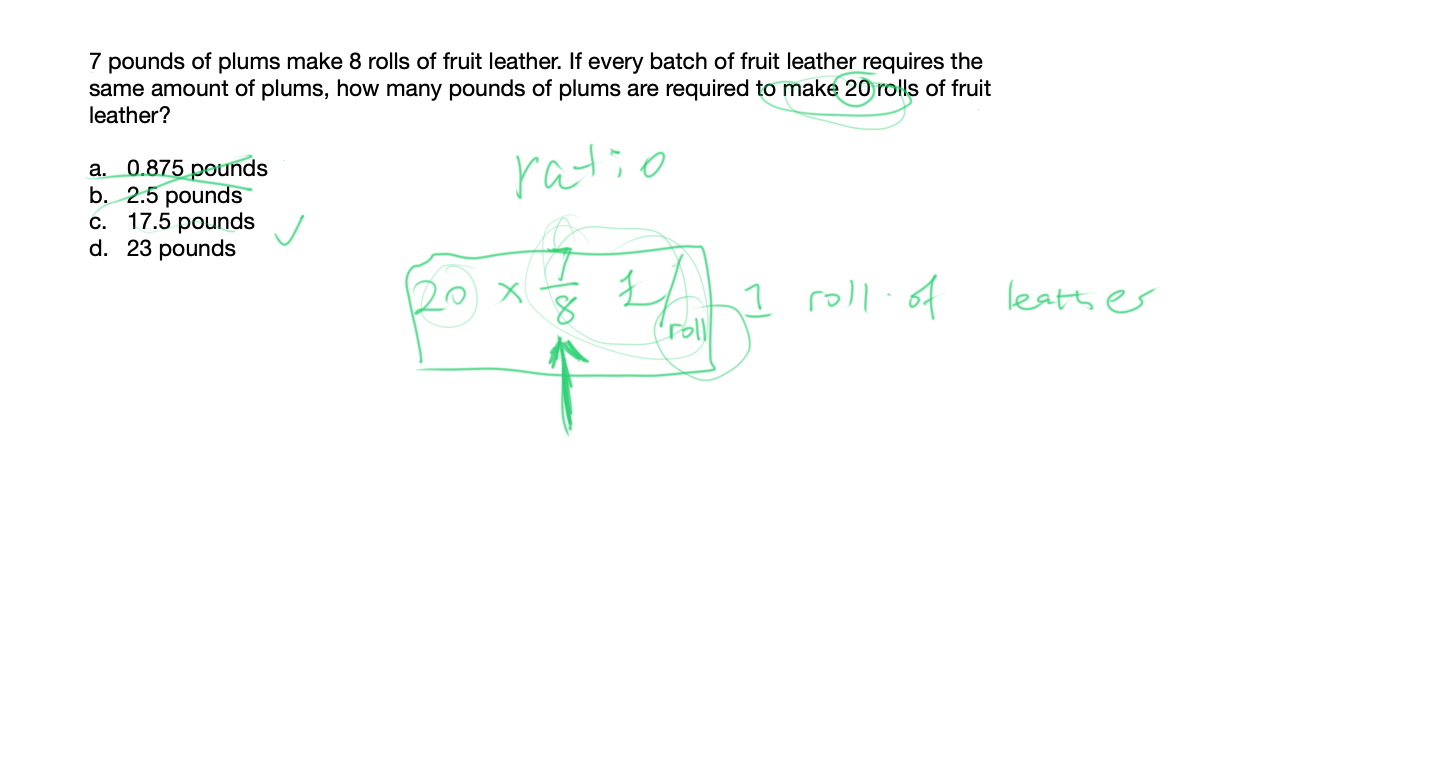 7 pounds of plums make 8 rolls of fruit leather. If every batch of fruit leather requires the
same amount of plums, how many pounds of plums are required to make 20 rolls of fruit
leather?
a. 0.875 pounds
b. 2.5 pounds
c. 17.5 pounds
d. 23 pounds
ratio
20 × 7/8 £/roll 1 roll of leather